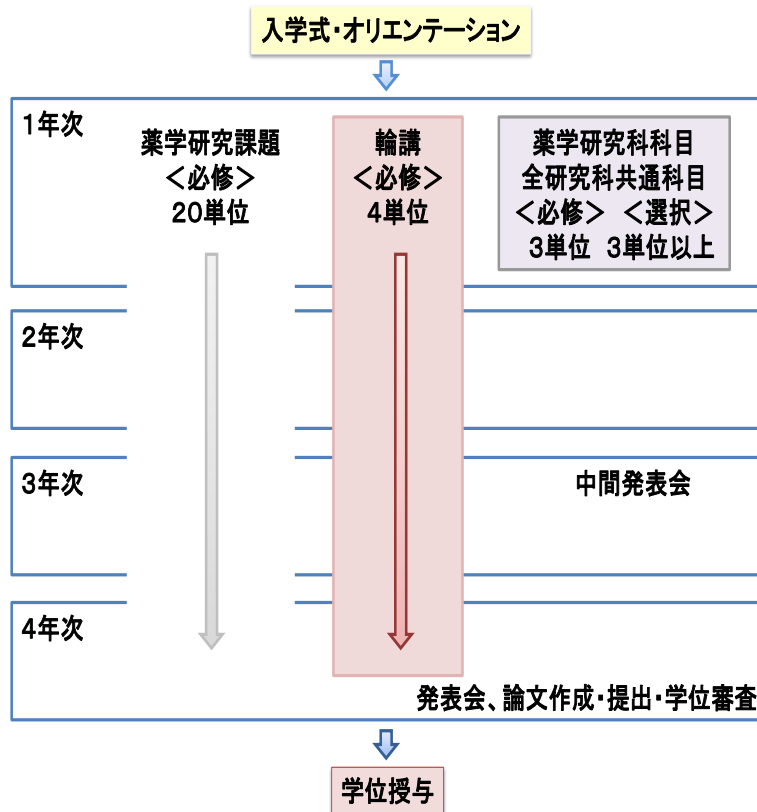 入学式・オリエンテーション
1年次
薬学研究課題
＜必修＞
20単位
輪講
＜必修＞
4単位
薬学研究科科目
全研究科共通科目
＜必修＞ ＜選択＞
3単位 3単位以上
2年次
3年次
中間発表会
4年次
発表会、論文作成・提出・学位審査
学位授与